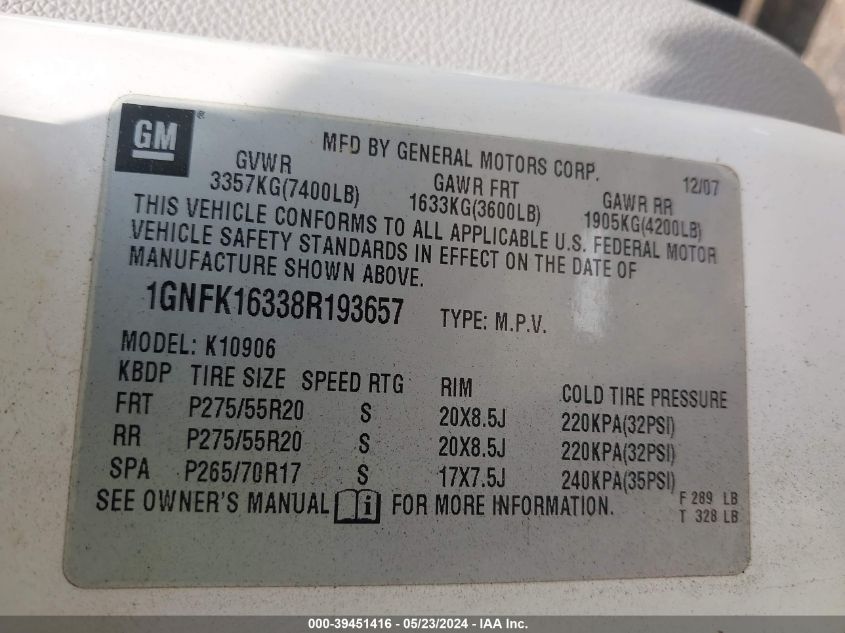 GM ®
MFD BY GENERAL MOTORS CORP.
12/07
GVWR GAWR FRT GAWR RR
3357KG(7400LB) 1633KG(3600LB) 1905KG(4200LB)
THIS VEHICLE CONFORMS TO ALL APPLICABLE U.S. FEDERAL MOTOR
VEHICLE SAFETY STANDARDS IN EFFECT ON THE DATE OF
MANUFACTURE SHOWN ABOVE.
1GNFK16338R193657 TYPE: M.P.V.
MODEL: K10906
KBDP TIRE SIZE SPEED RTG RIM COLD TIRE PRESSURE
FRT P275/55R20 S 20X8.5J 220KPA(32PSI)
RR P275/55R20 S 20X8.5J 220KPA(32PSI)
SPA P265/70R17 S 17X7.5J 240KPA(35PSI)
SEE OWNER'S MANUAL i FOR MORE INFORMATION.
F 289 LB
T 328 LB
000-39451416 - 05/23/2024 - IAA Inc.